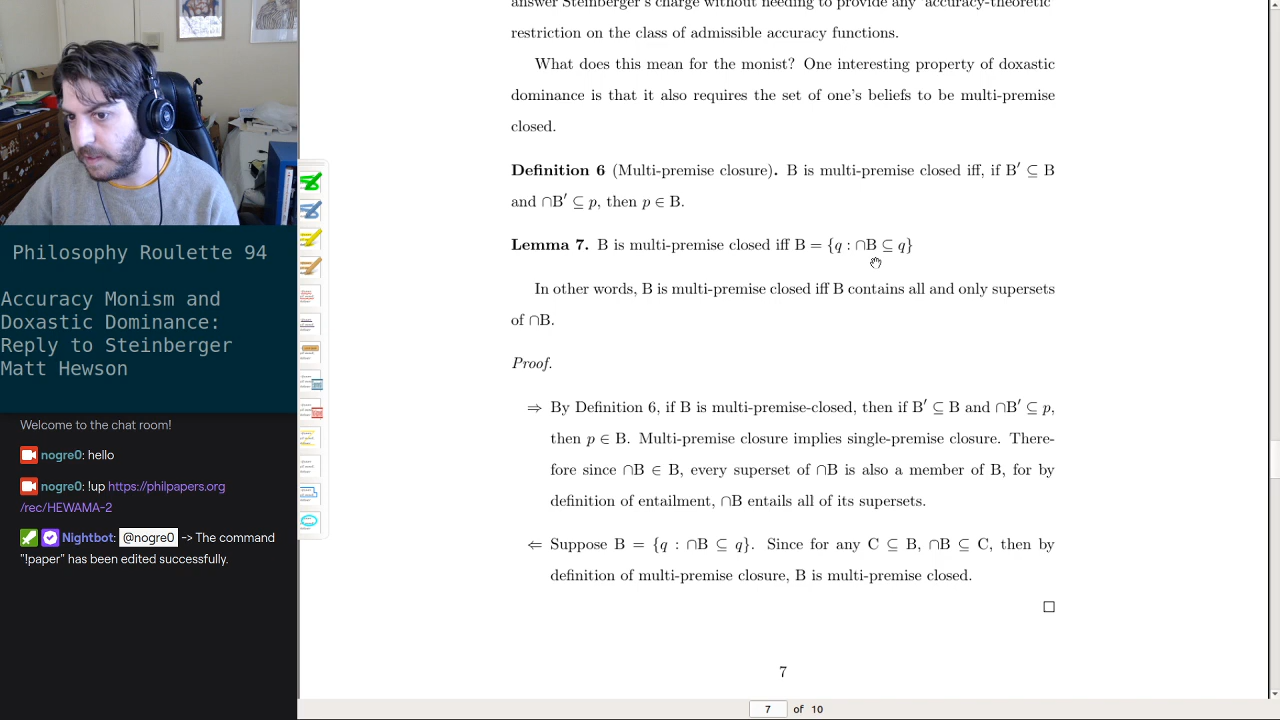 answer Steinberger's charge without needing to provide any 'accuracy-theoretic'
restriction on the class of admissible accuracy functions.
What does this mean for the monist? One interesting property of doxastic
dominance is that it also requires the set of one's beliefs to be multi-premise
closed.
Definition 6 (Multi-premise closure). B is multi-premise closed iff, if B′ ⊆ B
and ∩B′ ⊆ p, then p ∈ B.
Lemma 7. B is multi-premise closed iff B = {q : ∩B ⊆ q}
In other words, B is multi-premise closed iff it contains all and only supersets
of ∩B.
Proof.
⇒ By definition, if B is multi-premise closed, when B′ ⊆ B and ∩B′ ⊆ p,
then p ∈ B. Multi-premise closure implies single-premise closure. There-
fore, since ∩B ∈ B, every superset of ∩B is also a member of B. So by
definition of B, B equals all of its supersets.
⇐ Suppose B = {q : ∩B ⊆ q}. Since for any C ⊆ B, ∩B ⊆ C, then by
definition of multi-premise closure, B is multi-premise closed.
□
7
7 of 10
Philosophy Roulette 94
Accuracy Monism and
Doxastic Dominance:
Reply to Steinberger
Matt Hewson
Welcome to the chat room!
nogre0: hello
nogre0: !up https://philpapers.org
/rec/HEWAMA-2
Nightbot: @nogre0 -> The command
"!paper" has been edited successfully.